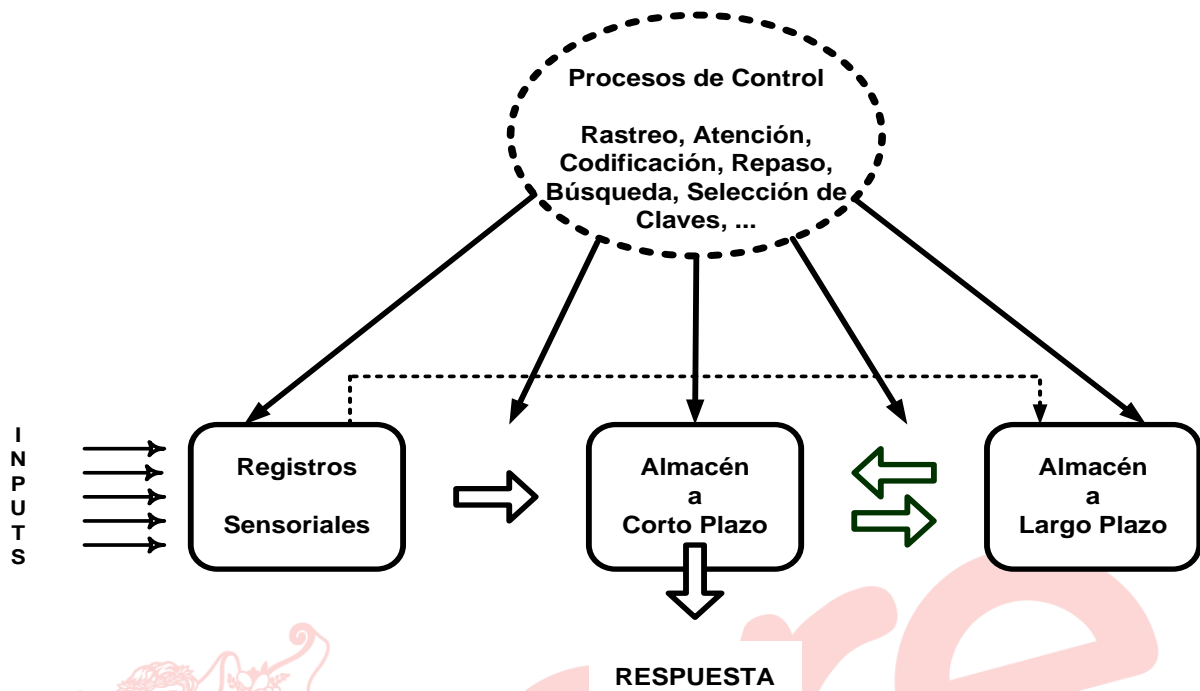 Procesos de Control
Rastreo, Atención,
Codificación, Repaso,
Búsqueda, Selección de
Claves, ...
INPUTS
Registros
Sensoriales
Almacén
a
Corto Plazo
Almacén
a
Largo Plazo
RESPUESTA